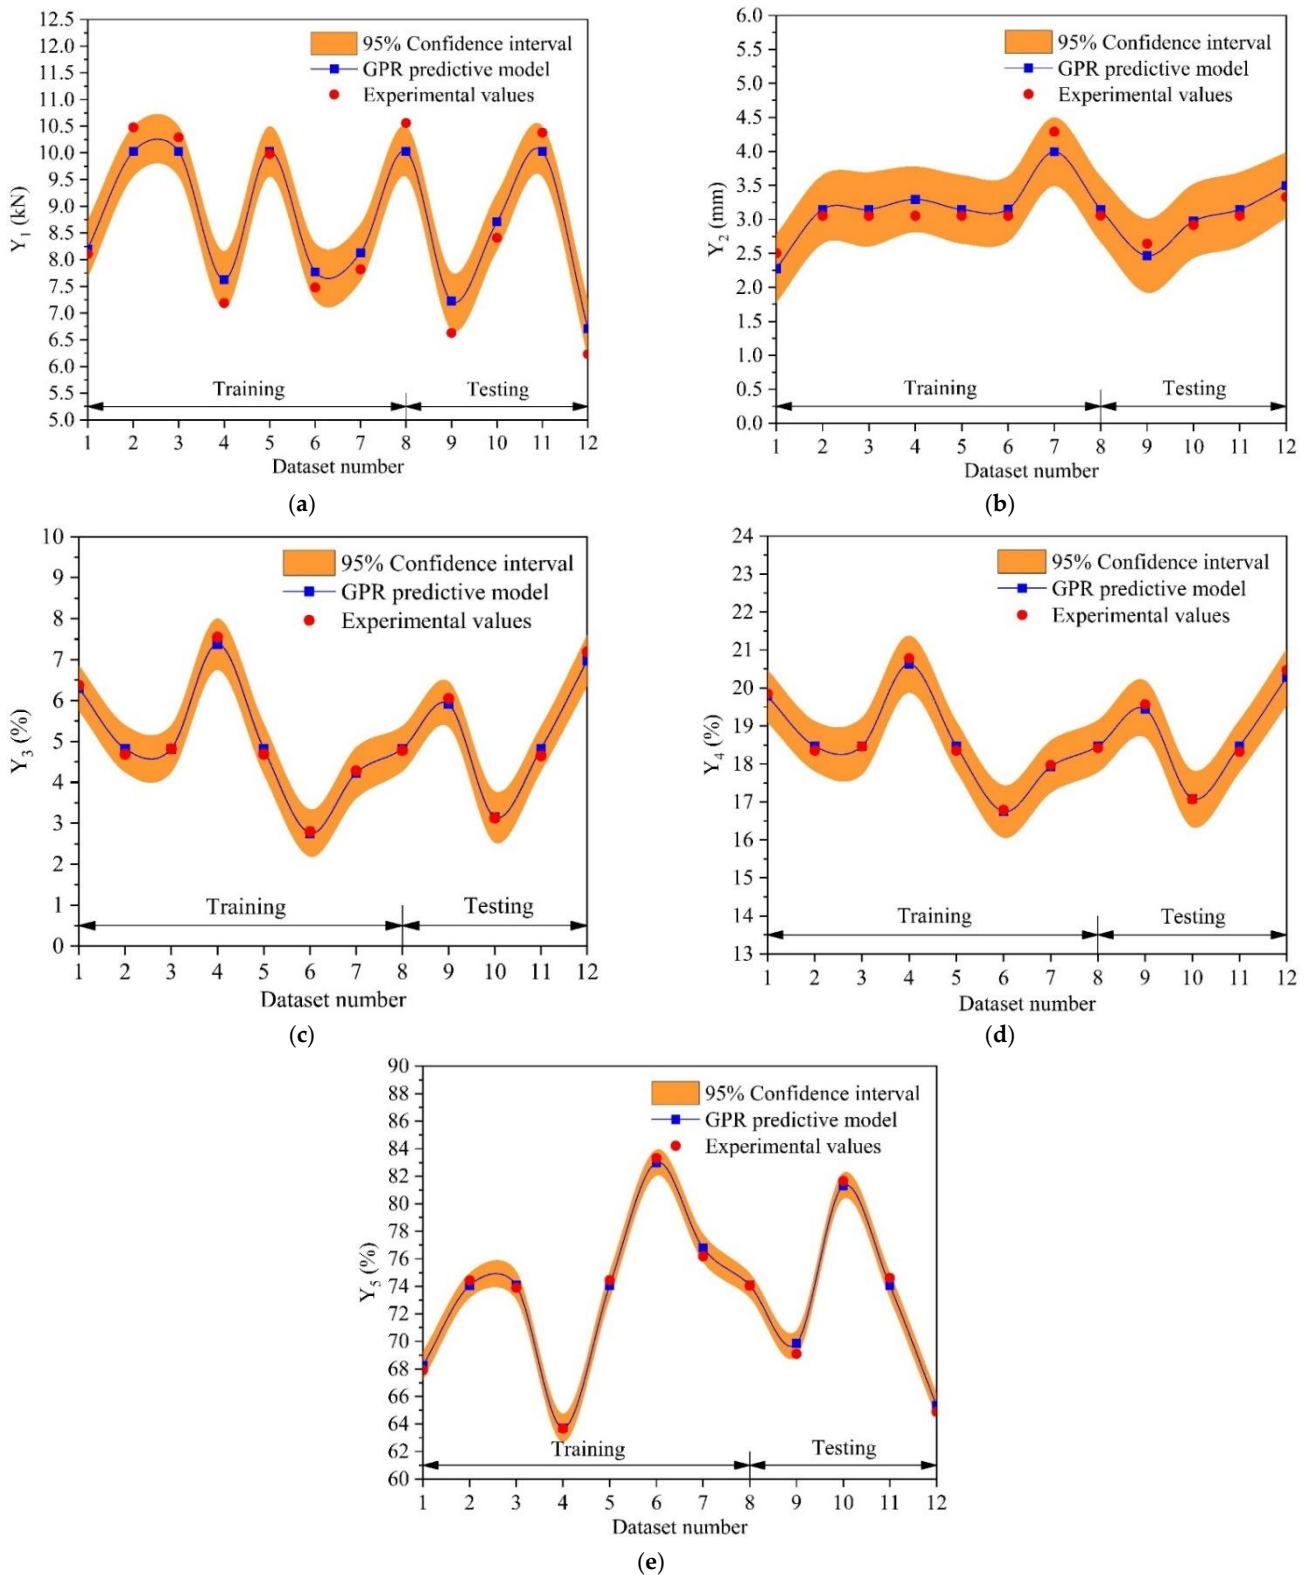 12.5
12.0
11.5
11.0
10.5
10.0
9.5
9.0
8.5
8.0
7.5
7.0
6.5
6.0
5.5
5.0
Y1 (kN)
95% Confidence interval
GPR predictive model
Experimental values
Training
Testing
1 2 3 4 5 6 7 8 9 10 11 12
Dataset number
(a)
6.0
5.5
5.0
4.5
4.0
3.5
3.0
2.5
2.0
1.5
1.0
0.5
0.0
Y2 (mm)
95% Confidence interval
GPR predictive model
Experimental values
Training
Testing
1 2 3 4 5 6 7 8 9 10 11 12
Dataset number
(b)
10
9
8
7
6
5
4
3
2
1
0
Y3 (%)
95% Confidence interval
GPR predictive model
Experimental values
Training
Testing
1 2 3 4 5 6 7 8 9 10 11 12
Dataset number
(c)
24
23
22
21
20
19
18
17
16
15
14
13
Y4 (%)
95% Confidence interval
GPR predictive model
Experimental values
Training
Testing
1 2 3 4 5 6 7 8 9 10 11 12
Dataset number
(d)
90
88
86
84
82
80
78
76
74
72
70
68
66
64
62
60
Y5 (%)
95% Confidence interval
GPR predictive model
Experimental values
Training
Testing
1 2 3 4 5 6 7 8 9 10 11 12
Dataset number
(e)